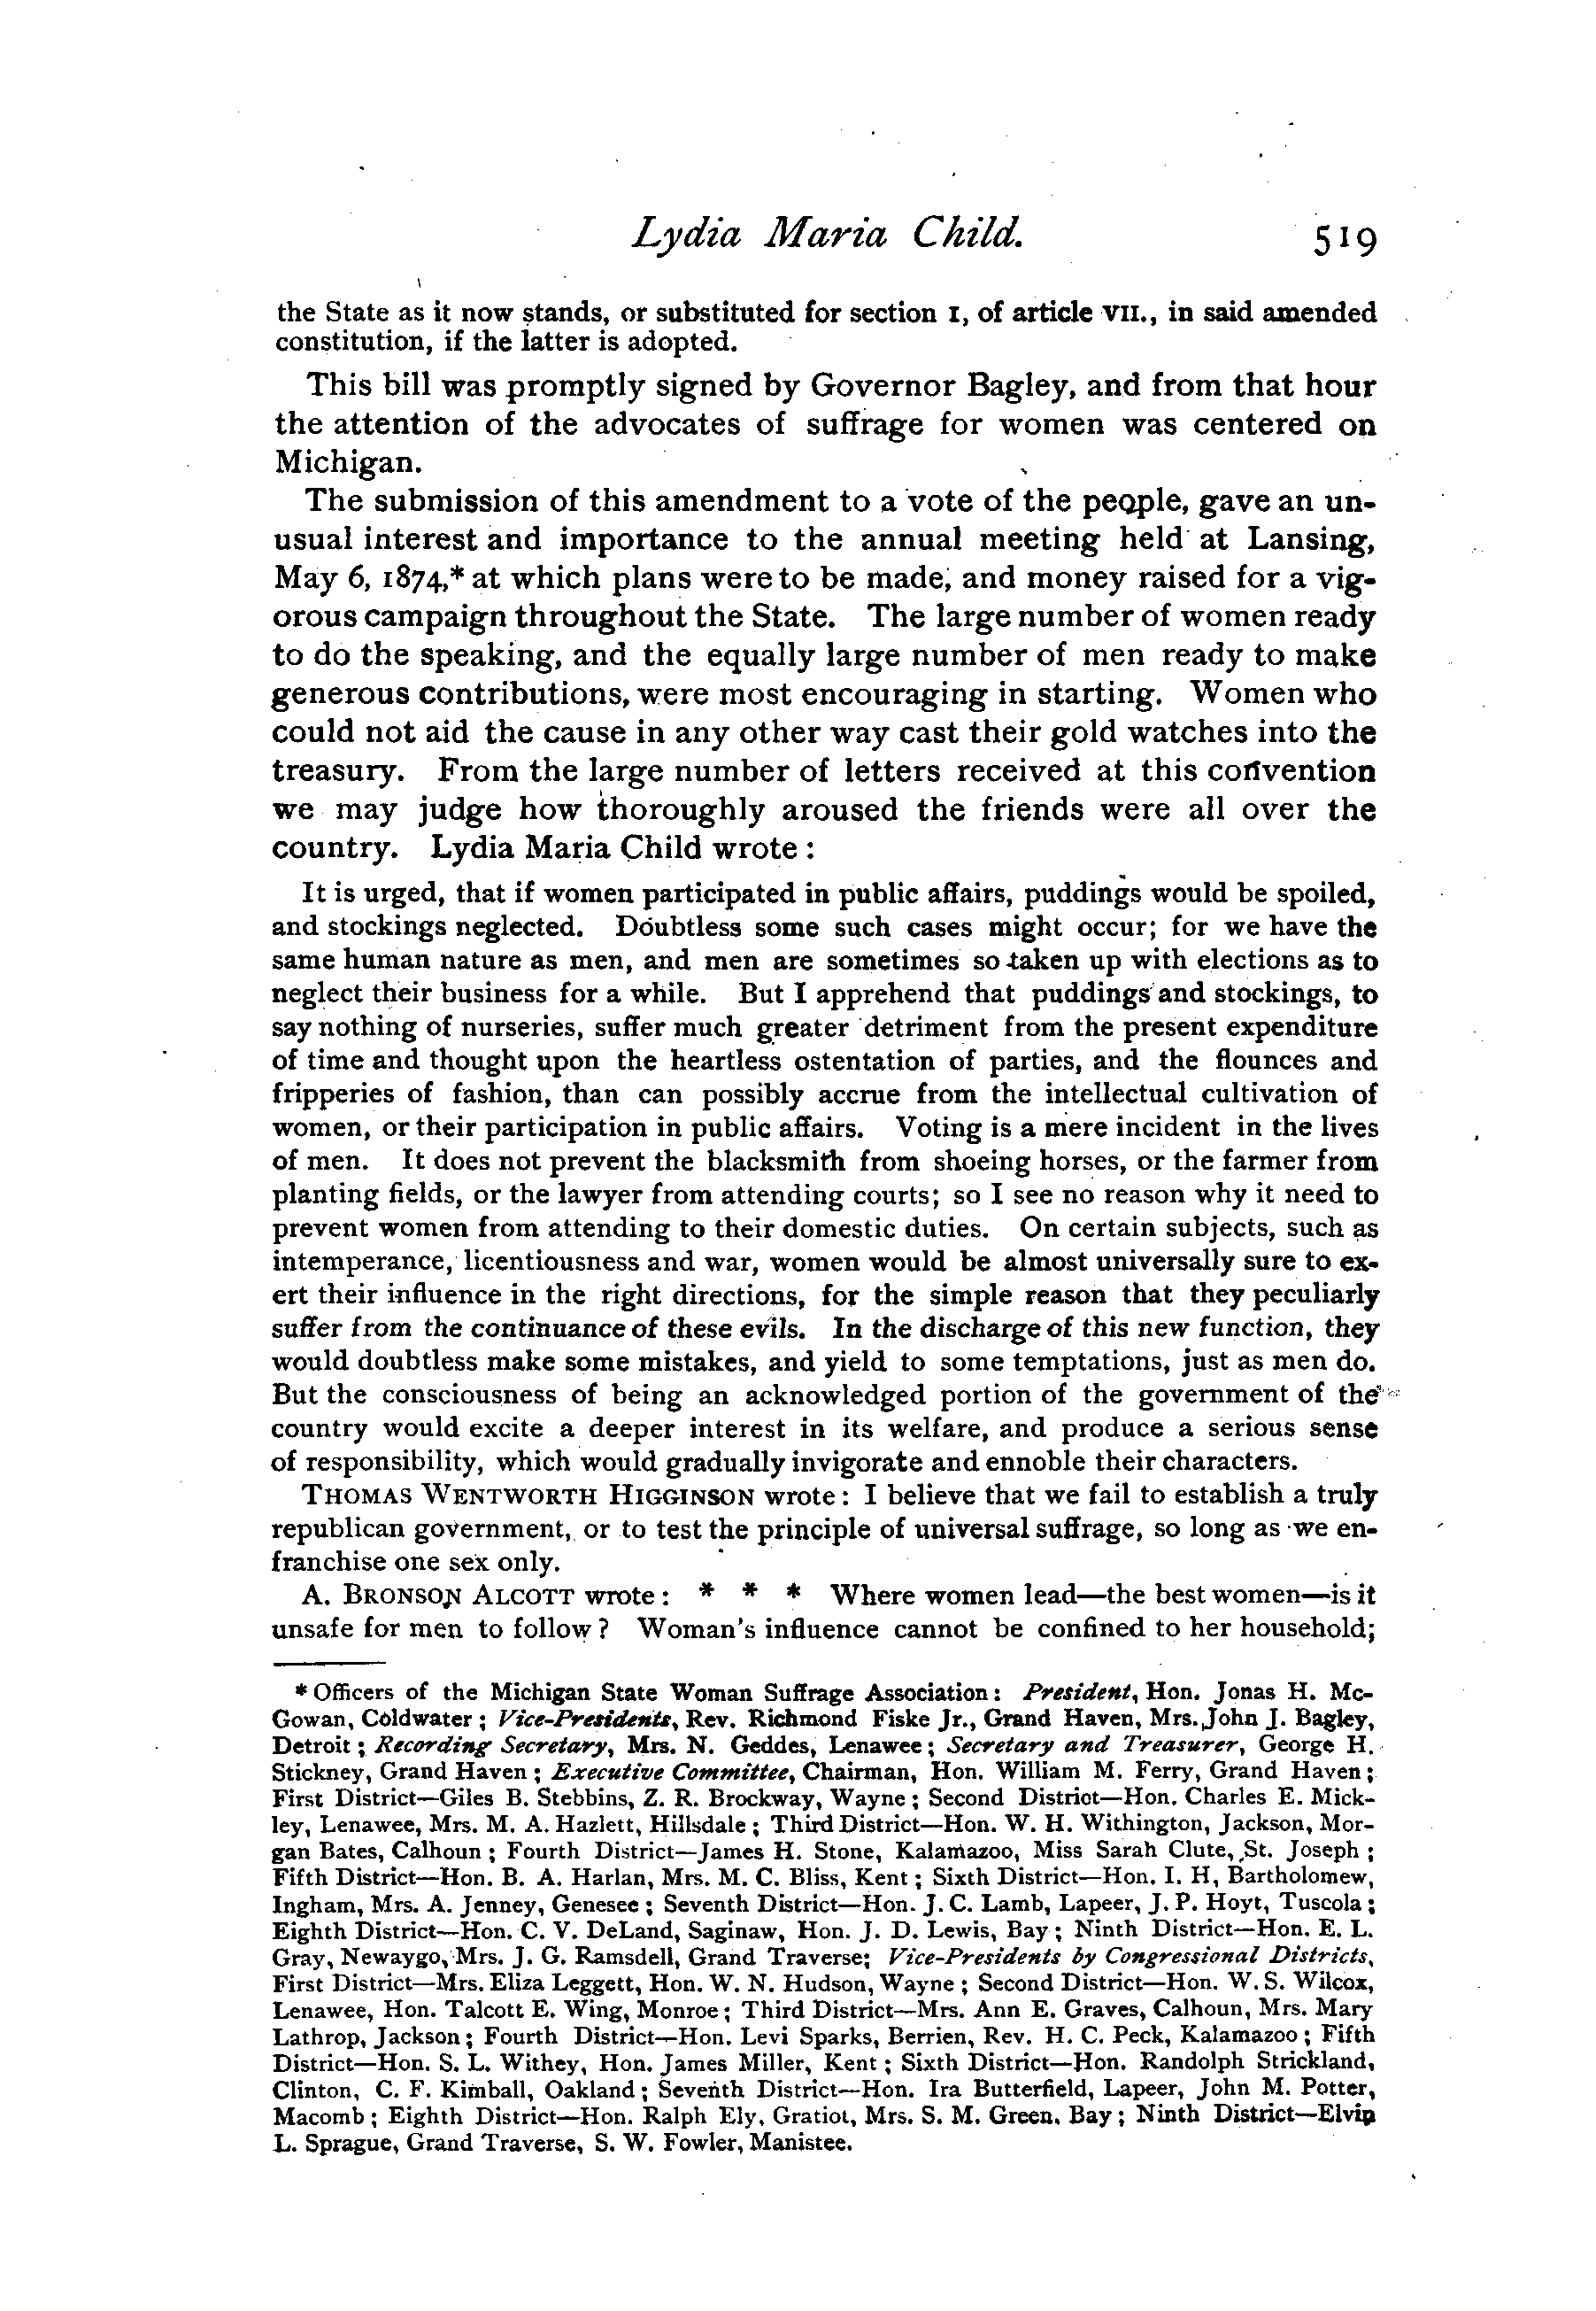 Lydia Maria Child. 519
the State as it now stands, or substituted for section I, of article VII., in said amended
constitution, if the latter is adopted.
This bill was promptly signed by Governor Bagley, and from that hour
the attention of the advocates of suffrage for women was centered on
Michigan.
The submission of this amendment to a vote of the people, gave an un-
usual interest and importance to the annual meeting held at Lansing,
May 6, 1874,* at which plans were to be made, and money raised for a vig-
orous campaign throughout the State. The large number of women ready
to do the speaking, and the equally large number of men ready to make
generous contributions, were most encouraging in starting. Women who
could not aid the cause in any other way cast their gold watches into the
treasury. From the large number of letters received at this convention
we may judge how thoroughly aroused the friends were all over the
country. Lydia Maria Child wrote :
It is urged, that if women participated in public affairs, puddings would be spoiled,
and stockings neglected. Doubtless some such cases might occur; for we have the
same human nature as men, and men are sometimes so taken up with elections as to
neglect their business for a while. But I apprehend that puddings and stockings, to
say nothing of nurseries, suffer much greater detriment from the present expenditure
of time and thought upon the heartless ostentation of parties, and the flounces and
fripperies of fashion, than can possibly accrue from the intellectual cultivation of
women, or their participation in public affairs. Voting is a mere incident in the lives
of men. It does not prevent the blacksmith from shoeing horses, or the farmer from
planting fields, or the lawyer from attending courts; so I see no reason why it need to
prevent women from attending to their domestic duties. On certain subjects, such as
intemperance, licentiousness and war, women would be almost universally sure to ex-
ert their influence in the right directions, for the simple reason that they peculiarly
suffer from the continuance of these evils. In the discharge of this new function, they
would doubtless make some mistakes, and yield to some temptations, just as men do.
But the consciousness of being an acknowledged portion of the government of the
country would excite a deeper interest in its welfare, and produce a serious sense
of responsibility, which would gradually invigorate and ennoble their characters.
THOMAS WENTWORTH HIGGINSON wrote : I believe that we fail to establish a truly
republican government, or to test the principle of universal suffrage, so long as we en-
franchise one sex only.
A. BRONSON ALCOTT wrote : * * * Where women lead—the best women—is it
unsafe for men to follow ? Woman's influence cannot be confined to her household;
* Officers of the Michigan State Woman Suffrage Association : President, Hon. Jonas H. Mc-
Gowan, Coldwater ; Vice-Presidents, Rev. Richmond Fiske Jr., Grand Haven, Mrs. John J. Bagley,
Detroit ; Recording Secretary, Mrs. N. Geddes, Lenawee ; Secretary and Treasurer, George H.
Stickney, Grand Haven ; Executive Committee, Chairman, Hon. William M. Ferry, Grand Haven ;
First District—Giles B. Stebbins, Z. R. Brockway, Wayne ; Second District—Hon. Charles E. Mick-
ley, Lenawee, Mrs. M. A. Hazlett, Hillsdale ; Third District—Hon. W. H. Withington, Jackson, Mor-
gan Bates, Calhoun ; Fourth District—James H. Stone, Kalamazoo, Miss Sarah Clute, St. Joseph ;
Fifth District—Hon. B. A. Harlan, Mrs. M. C. Bliss, Kent ; Sixth District—Hon. I. H, Bartholomew,
Ingham, Mrs. A. Jenney, Genesee ; Seventh District—Hon. J. C. Lamb, Lapeer, J. P. Hoyt, Tuscola ;
Eighth District—Hon. C. V. DeLand, Saginaw, Hon. J. D. Lewis, Bay ; Ninth District—Hon. E. L.
Gray, Newaygo, Mrs. J. G. Ramsdell, Grand Traverse; Vice-Presidents by Congressional Districts,
First District—Mrs. Eliza Leggett, Hon. W. N. Hudson, Wayne ; Second District—Hon. W. S. Wilcox,
Lenawee, Hon. Talcott E. Wing, Monroe ; Third District—Mrs. Ann E. Graves, Calhoun, Mrs. Mary
Lathrop, Jackson ; Fourth District—Hon. Levi Sparks, Berrien, Rev. H. C. Peck, Kalamazoo ; Fifth
District—Hon. S. L. Withey, Hon. James Miller, Kent ; Sixth District—Hon. Randolph Strickland,
Clinton, C. F. Kimball, Oakland ; Seventh District—Hon. Ira Butterfield, Lapeer, John M. Potter,
Macomb ; Eighth District—Hon. Ralph Ely, Gratiot, Mrs. S. M. Green, Bay ; Ninth District—Elvin
L. Sprague, Grand Traverse, S. W. Fowler, Manistee.